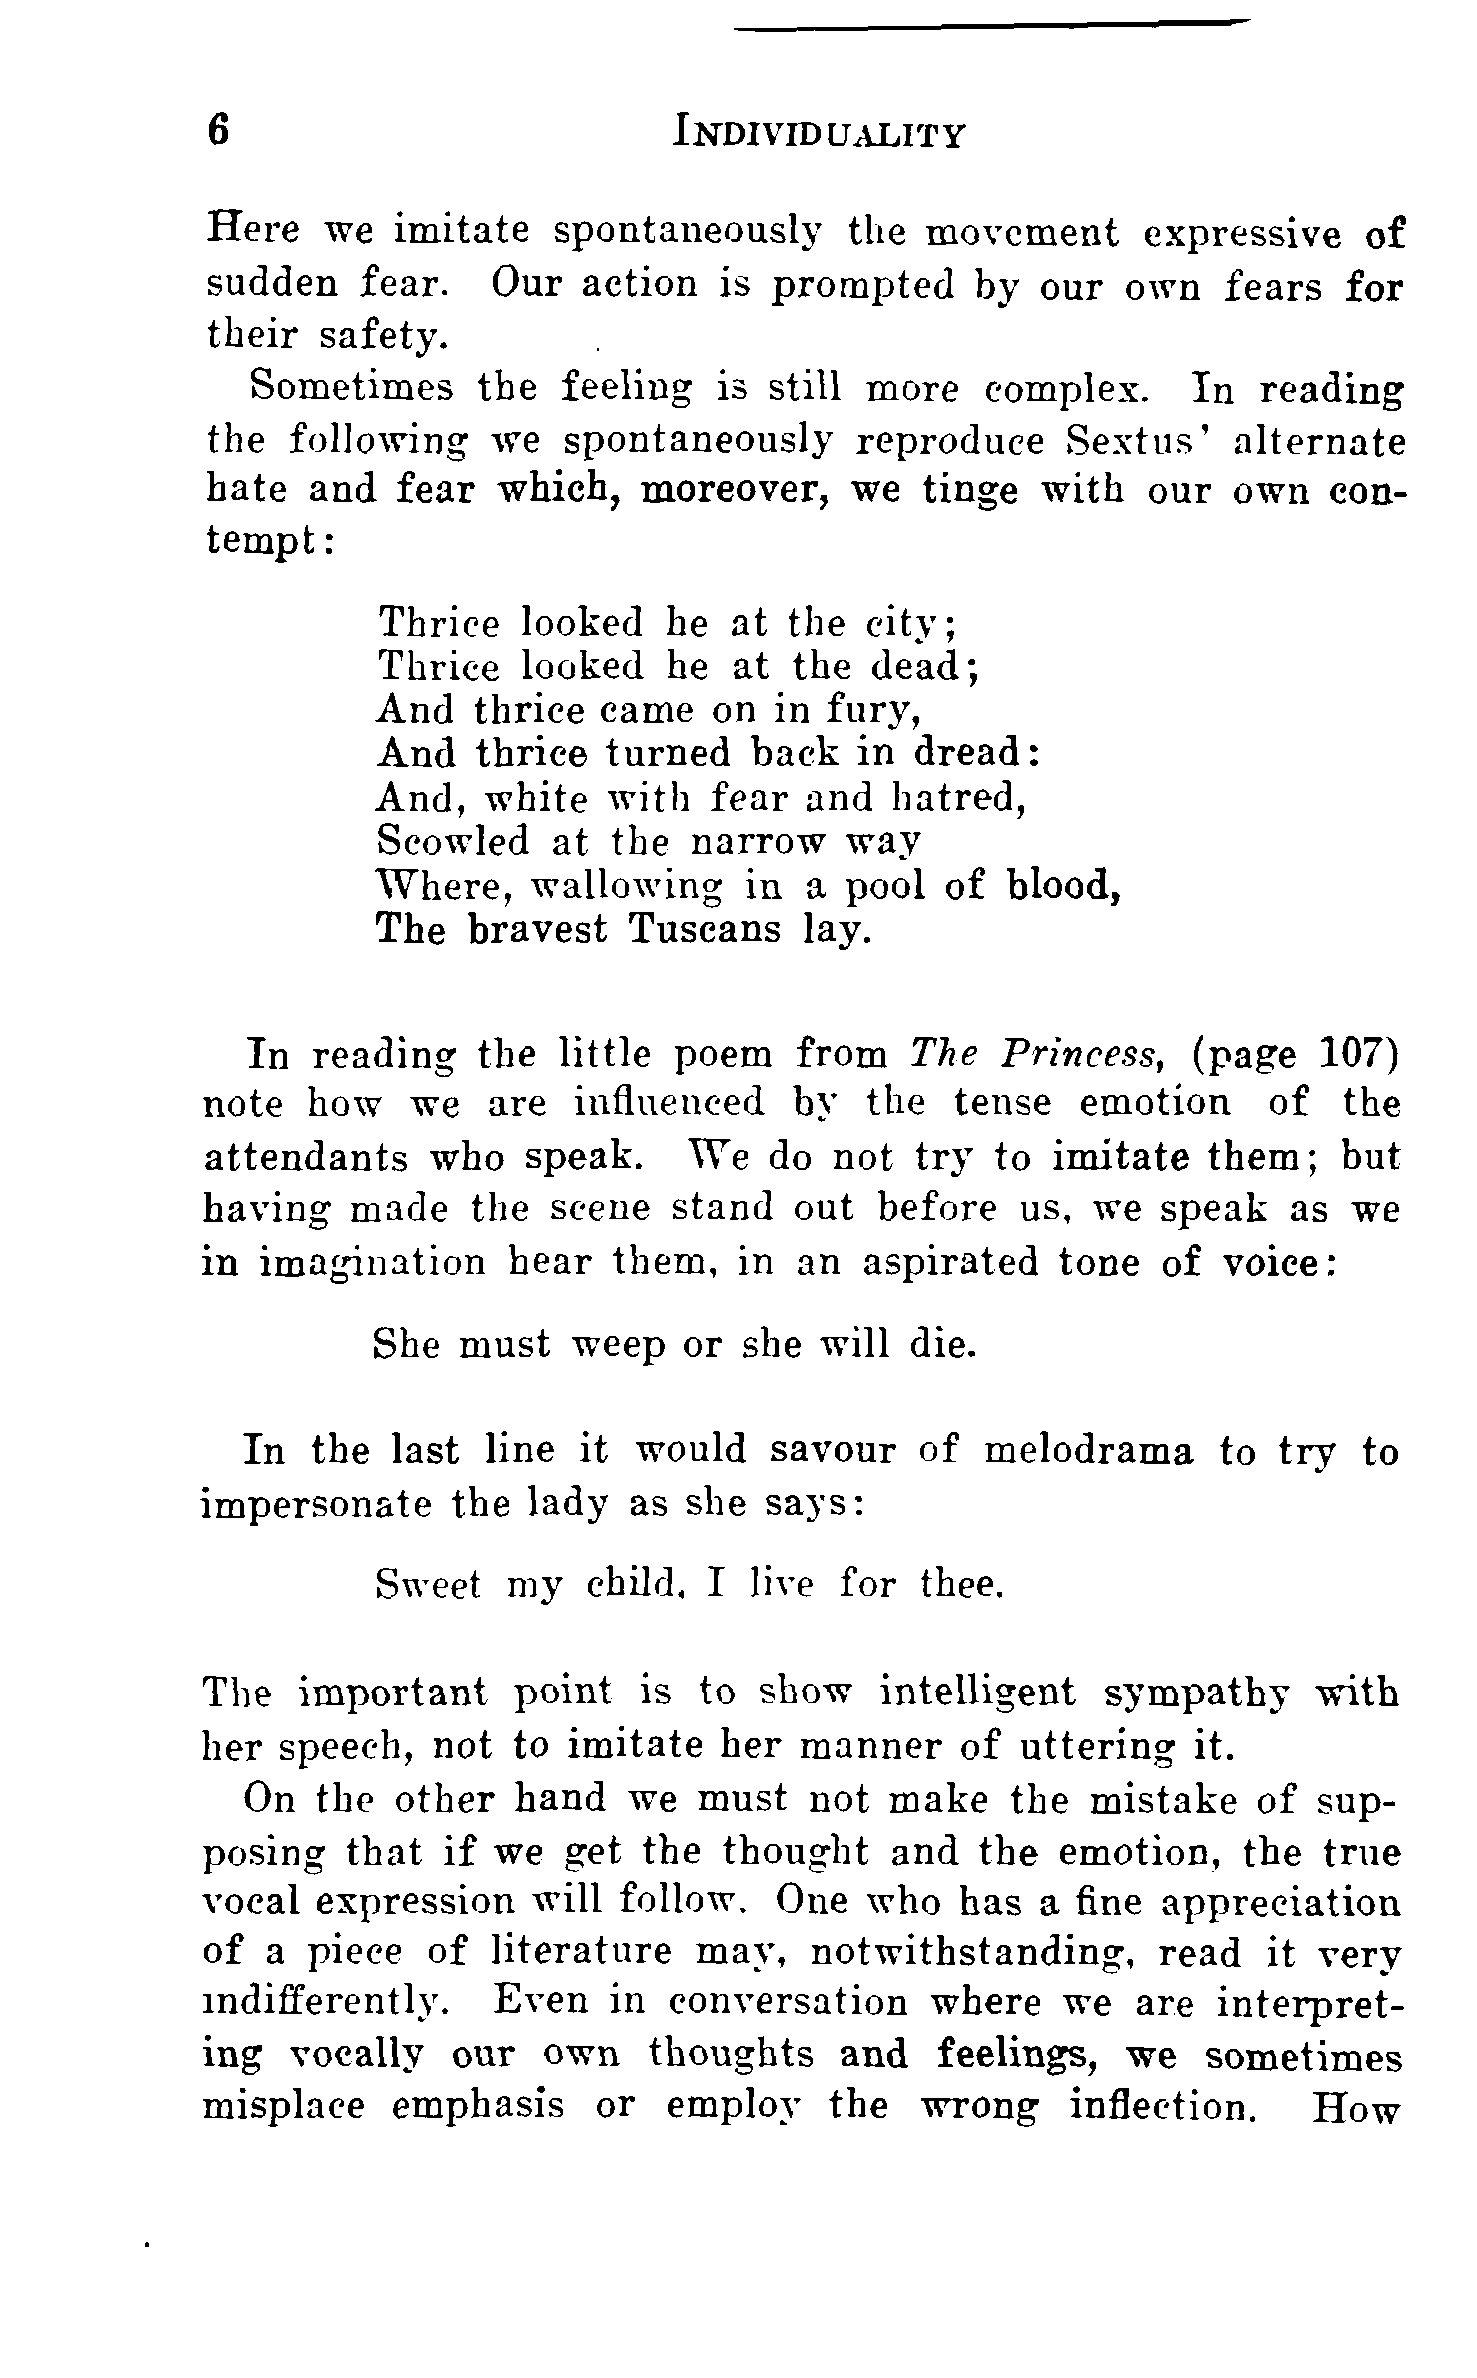 6 INDIVIDUALITY
Here we imitate spontaneously the movement expressive of
sudden fear. Our action is prompted by our own fears for
their safety.
Sometimes the feeling is still more complex. In reading
the following we spontaneously reproduce Sextus' alternate
hate and fear which, moreover, we tinge with our own con-
tempt:
Thrice looked he at the city;
Thrice looked he at the dead;
And thrice came on in fury,
And thrice turned back in dread:
And, white with fear and hatred,
Scowled at the narrow way
Where, wallowing in a pool of blood,
The bravest Tuscans lay.
In reading the little poem from The Princess, (page 107)
note how we are influenced by the tense emotion of the
attendants who speak. We do not try to imitate them; but
having made the scene stand out before us, we speak as we
in imagination hear them, in an aspirated tone of voice:
She must weep or she will die.
In the last line it would savour of melodrama to try to
impersonate the lady as she says:
Sweet my child, I live for thee.
The important point is to show intelligent sympathy with
her speech, not to imitate her manner of uttering it.
On the other hand we must not make the mistake of sup-
posing that if we get the thought and the emotion, the true
vocal expression will follow. One who has a fine appreciation
of a piece of literature may, notwithstanding, read it very
indifferently. Even in conversation where we are interpret-
ing vocally our own thoughts and feelings, we sometimes
misplace emphasis or employ the wrong inflection. How